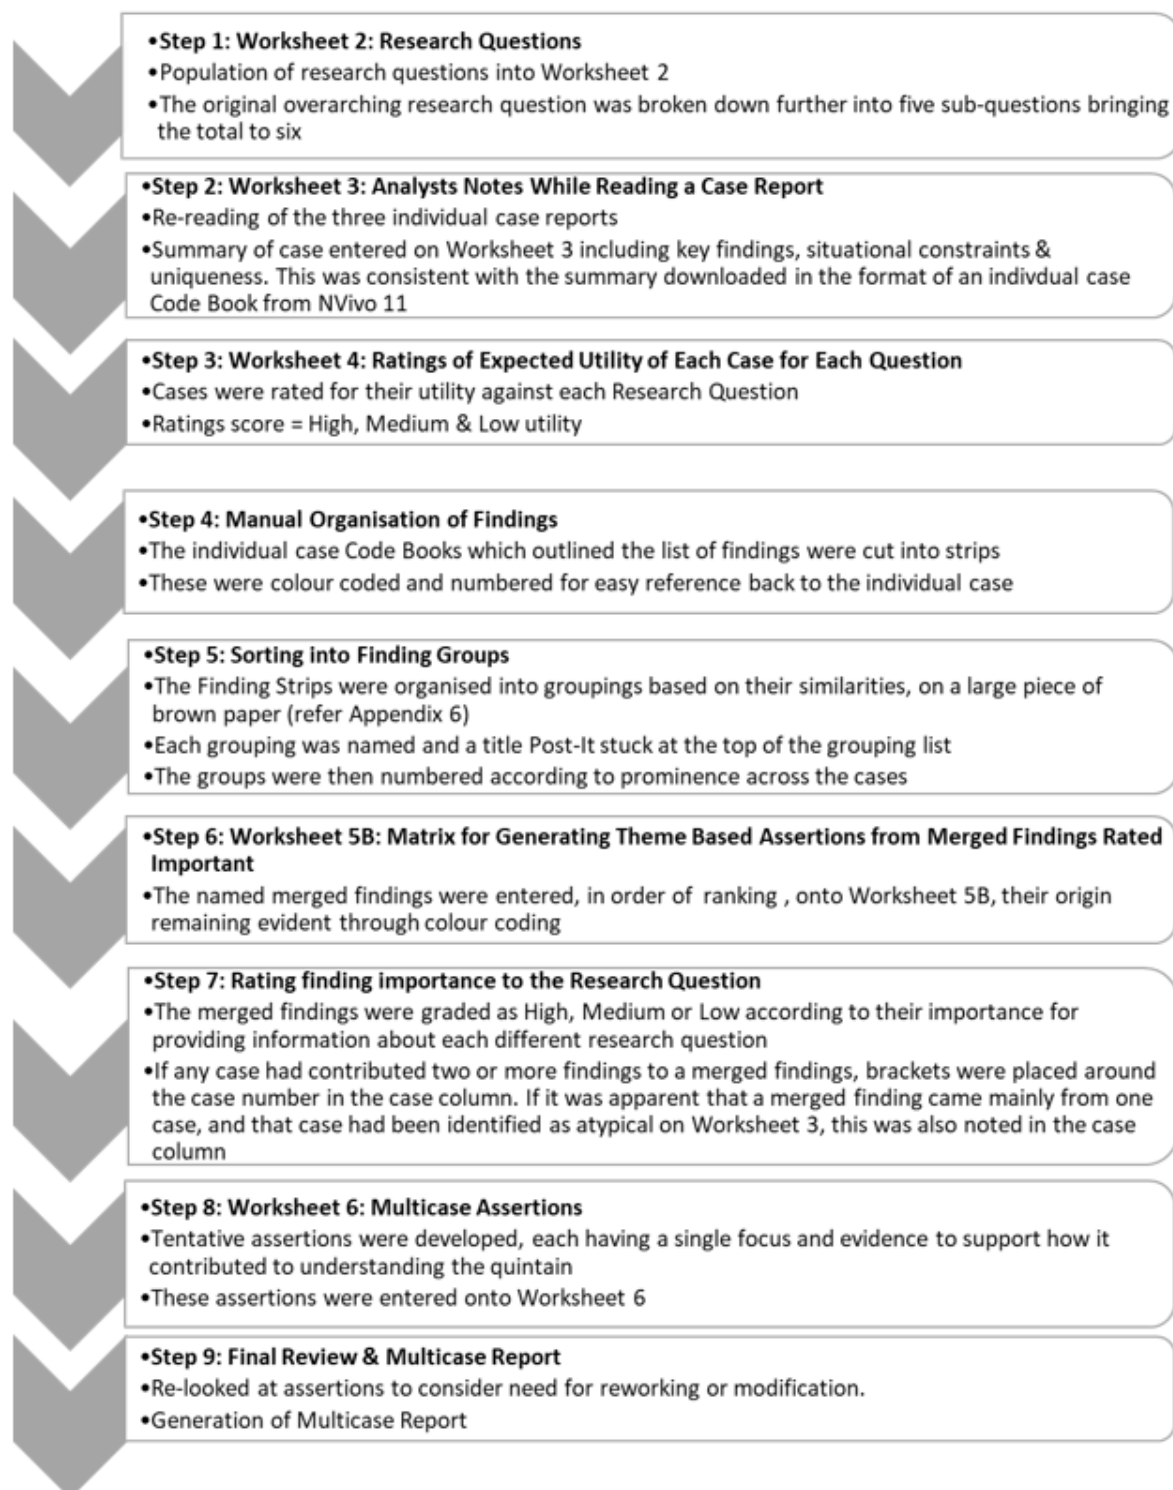 •Step 1: Worksheet 2: Research Questions
•Population of research questions into Worksheet 2
•The original overarching research question was broken down further into five sub-questions bringing
the total to six
•Step 2: Worksheet 3: Analysts Notes While Reading a Case Report
•Re-reading of the three individual case reports
•Summary of case entered on Worksheet 3 including key findings, situational constraints &
uniqueness. This was consistent with the summary downloaded in the format of an indivdual case
Code Book from NVivo 11
•Step 3: Worksheet 4: Ratings of Expected Utility of Each Case for Each Question
•Cases were rated for their utility against each Research Question
•Ratings score = High, Medium & Low utility
•Step 4: Manual Organisation of Findings
•The individual case Code Books which outlined the list of findings were cut into strips
•These were colour coded and numbered for easy reference back to the individual case
•Step 5: Sorting into Finding Groups
•The Finding Strips were organised into groupings based on their similarities, on a large piece of
brown paper (refer Appendix 6)
•Each grouping was named and a title Post-It stuck at the top of the grouping list
•The groups were then numbered according to prominence across the cases
•Step 6: Worksheet 5B: Matrix for Generating Theme Based Assertions from Merged Findings Rated
Important
•The named merged findings were entered, in order of ranking , onto Worksheet 5B, their origin
remaining evident through colour coding
•Step 7: Rating finding importance to the Research Question
•The merged findings were graded as High, Medium or Low according to their importance for
providing information about each different research question
•If any case had contributed two or more findings to a merged findings, brackets were placed around
the case number in the case column. If it was apparent that a merged finding came mainly from one
case, and that case had been identified as atypical on Worksheet 3, this was also noted in the case
column
•Step 8: Worksheet 6: Multicase Assertions
•Tentative assertions were developed, each having a single focus and evidence to support how it
contributed to understanding the quintain
•These assertions were entered onto Worksheet 6
•Step 9: Final Review & Multicase Report
•Re-looked at assertions to consider need for reworking or modification.
•Generation of Multicase Report